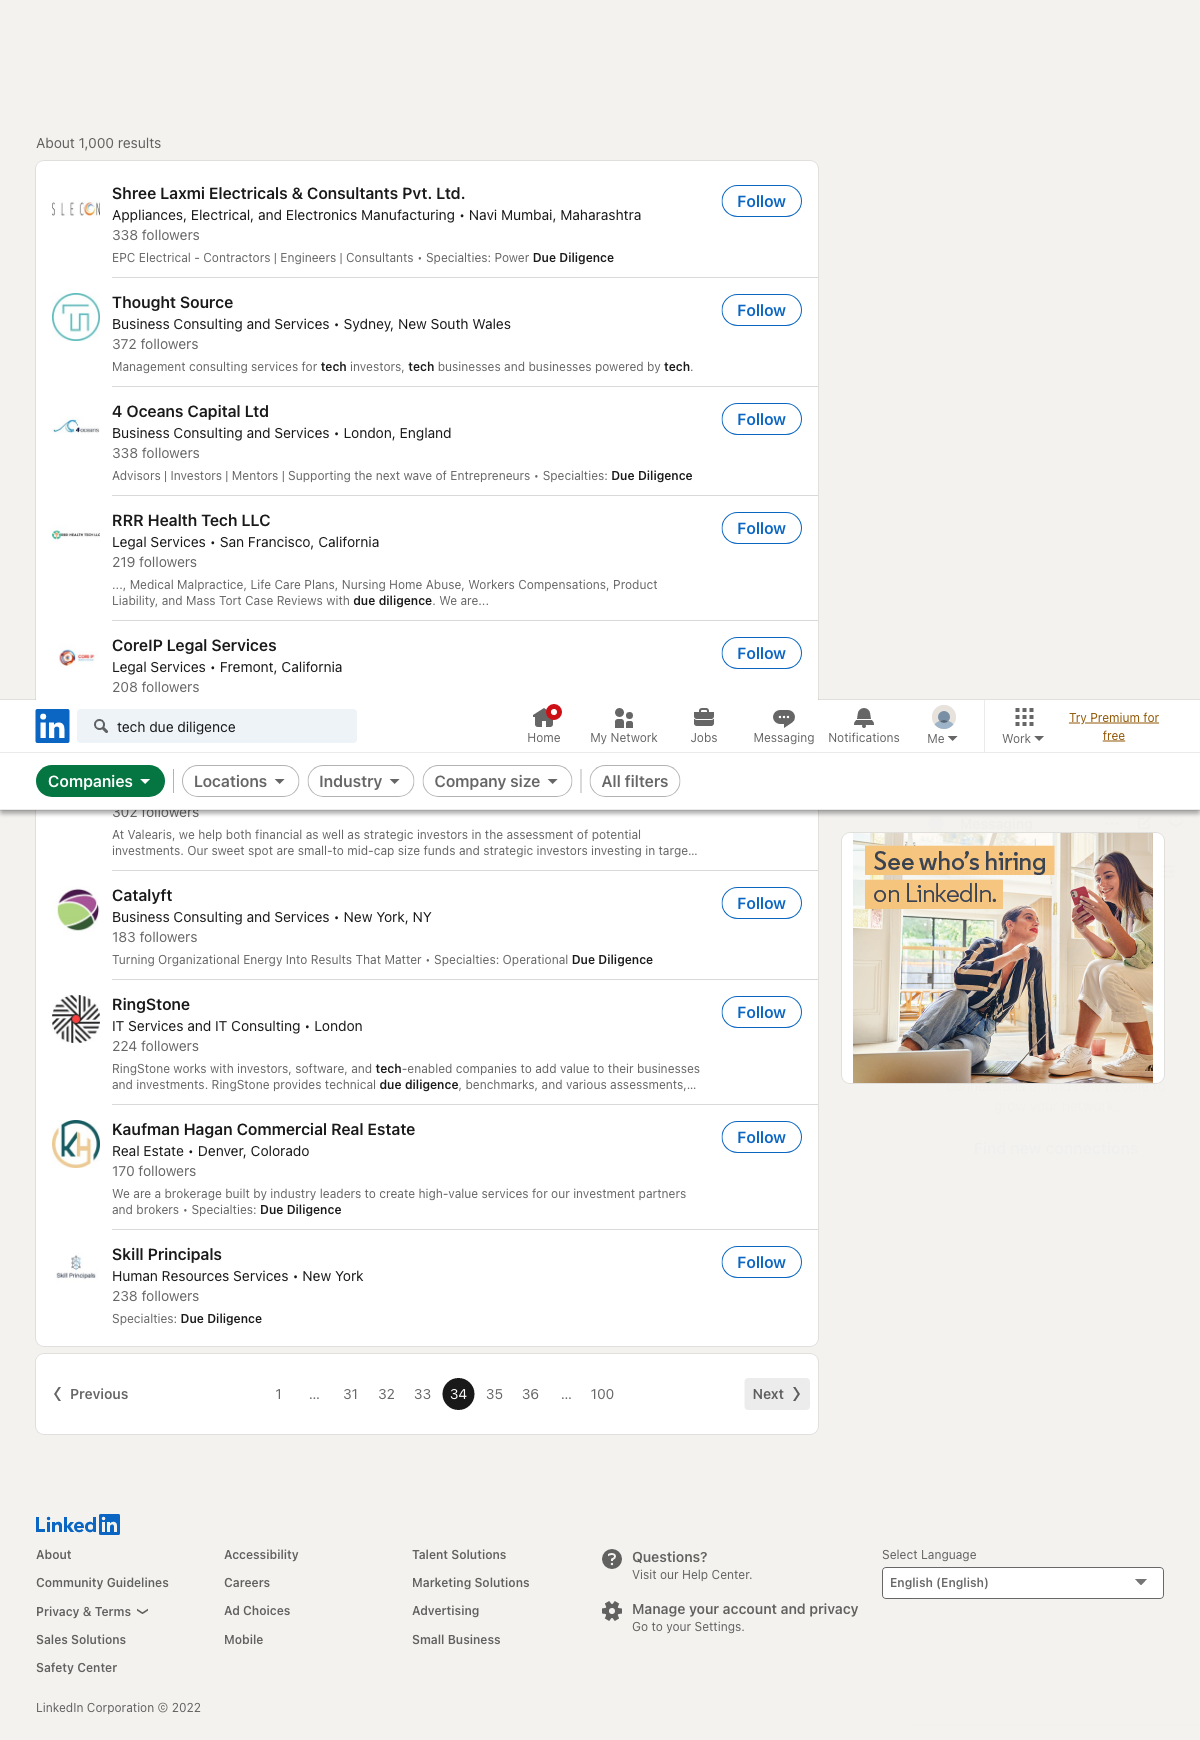 About 1,000 results
SLECON
Shree Laxmi Electricals & Consultants Pvt. Ltd.
Appliances, Electrical, and Electronics Manufacturing • Navi Mumbai, Maharashtra
338 followers
EPC Electrical - Contractors | Engineers | Consultants • Specialties: Power Due Diligence
Follow
Thought Source
Business Consulting and Services • Sydney, New South Wales
372 followers
Management consulting services for tech investors, tech businesses and businesses powered by tech.
Follow
4 Oceans Capital Ltd
Business Consulting and Services • London, England
338 followers
Advisors | Investors | Mentors | Supporting the next wave of Entrepreneurs • Specialties: Due Diligence
Follow
RRR HEALTH TECH LLC
RRR Health Tech LLC
Legal Services • San Francisco, California
219 followers
..., Medical Malpractice, Life Care Plans, Nursing Home Abuse, Workers Compensations, Product
Liability, and Mass Tort Case Reviews with due diligence. We are...
Follow
CoreIP Legal Services
Legal Services • Fremont, California
208 followers
Follow
in
tech due diligence
Home
My Network
Jobs
Messaging
Notifications
Me
Work
Try Premium for
free
Companies
Locations
Industry
Company size
All filters
302 followers
At Valearis, we help both financial as well as strategic investors in the assessment of potential
investments. Our sweet spot are small-to mid-cap size funds and strategic investors investing in targe...
See who's hiring
on LinkedIn.
Catalyft
Business Consulting and Services • New York, NY
183 followers
Turning Organizational Energy Into Results That Matter • Specialties: Operational Due Diligence
Follow
RingStone
IT Services and IT Consulting • London
224 followers
RingStone works with investors, software, and tech-enabled companies to add value to their businesses
and investments. RingStone provides technical due diligence, benchmarks, and various assessments,...
Follow
KH
Kaufman Hagan Commercial Real Estate
Real Estate • Denver, Colorado
170 followers
We are a brokerage built by industry leaders to create high-value services for our investment partners
and brokers • Specialties: Due Diligence
Follow
Skill Principals
Skill Principals
Human Resources Services • New York
238 followers
Specialties: Due Diligence
Follow
Previous
1 ... 31 32 33 34 35 36 ... 100
Next
Linkedin
About
Community Guidelines
Privacy & Terms
Sales Solutions
Safety Center
Accessibility
Careers
Ad Choices
Mobile
Talent Solutions
Marketing Solutions
Advertising
Small Business
Questions?
Visit our Help Center.
Manage your account and privacy
Go to your Settings.
Select Language
English (English)
LinkedIn Corporation © 2022